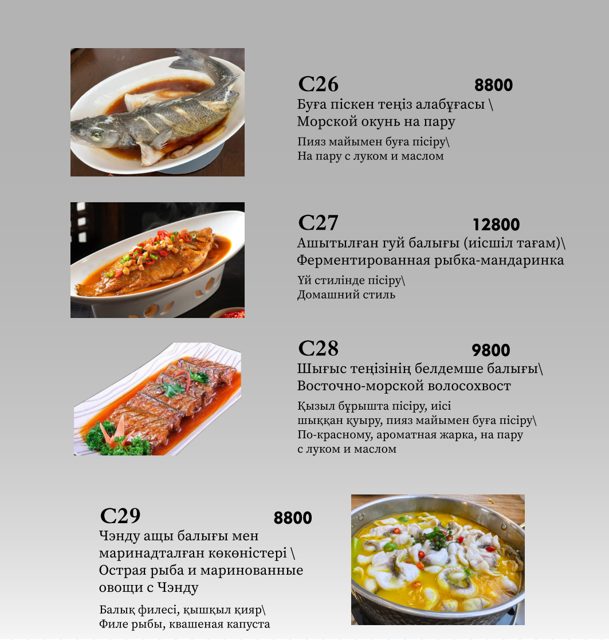 C26 8800
Буға піскен теңіз алабұғасы \
Морской окунь на пару
Пияз майымен буға пісіру\
На пару с луком и маслом
C27 12800
Ашытылған гуй балығы (иісшіл тағам)\
Ферментированная рыбка-мандаринка
Үй стилінде пісіру\
Домашний стиль
C28 9800
Шығыс теңізінің белдемше балығы\
Восточно-морской волосохвост
Қызыл бұрышта пісіру, иісі
шыққан қуыру, пияз майымен буға пісіру\
По-красному, ароматная жарка, на пару
с луком и маслом
C29 8800
Чэнду ащы балығы мен
маринадталған көкөністері \
Острая рыба и маринованные
овощи с Чэнду
Балық филесі, қышқыл қияр\
Филе рыбы, квашеная капуста